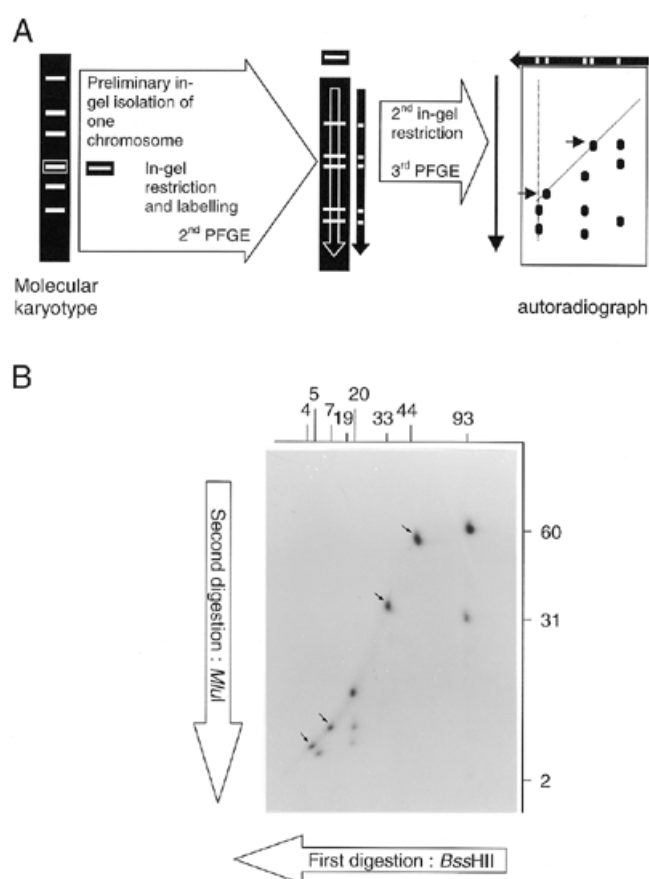 A
Preliminary in-
gel isolation of
one
chromosome
In-gel
restriction
and labelling
2nd PFGE
2nd in-gel
restriction
3rd PFGE
Molecular
karyotype
autoradiograph
B
4 5 7 19 20 33 44 93
60
31
2
Second digestion : MluI
First digestion : BssHII